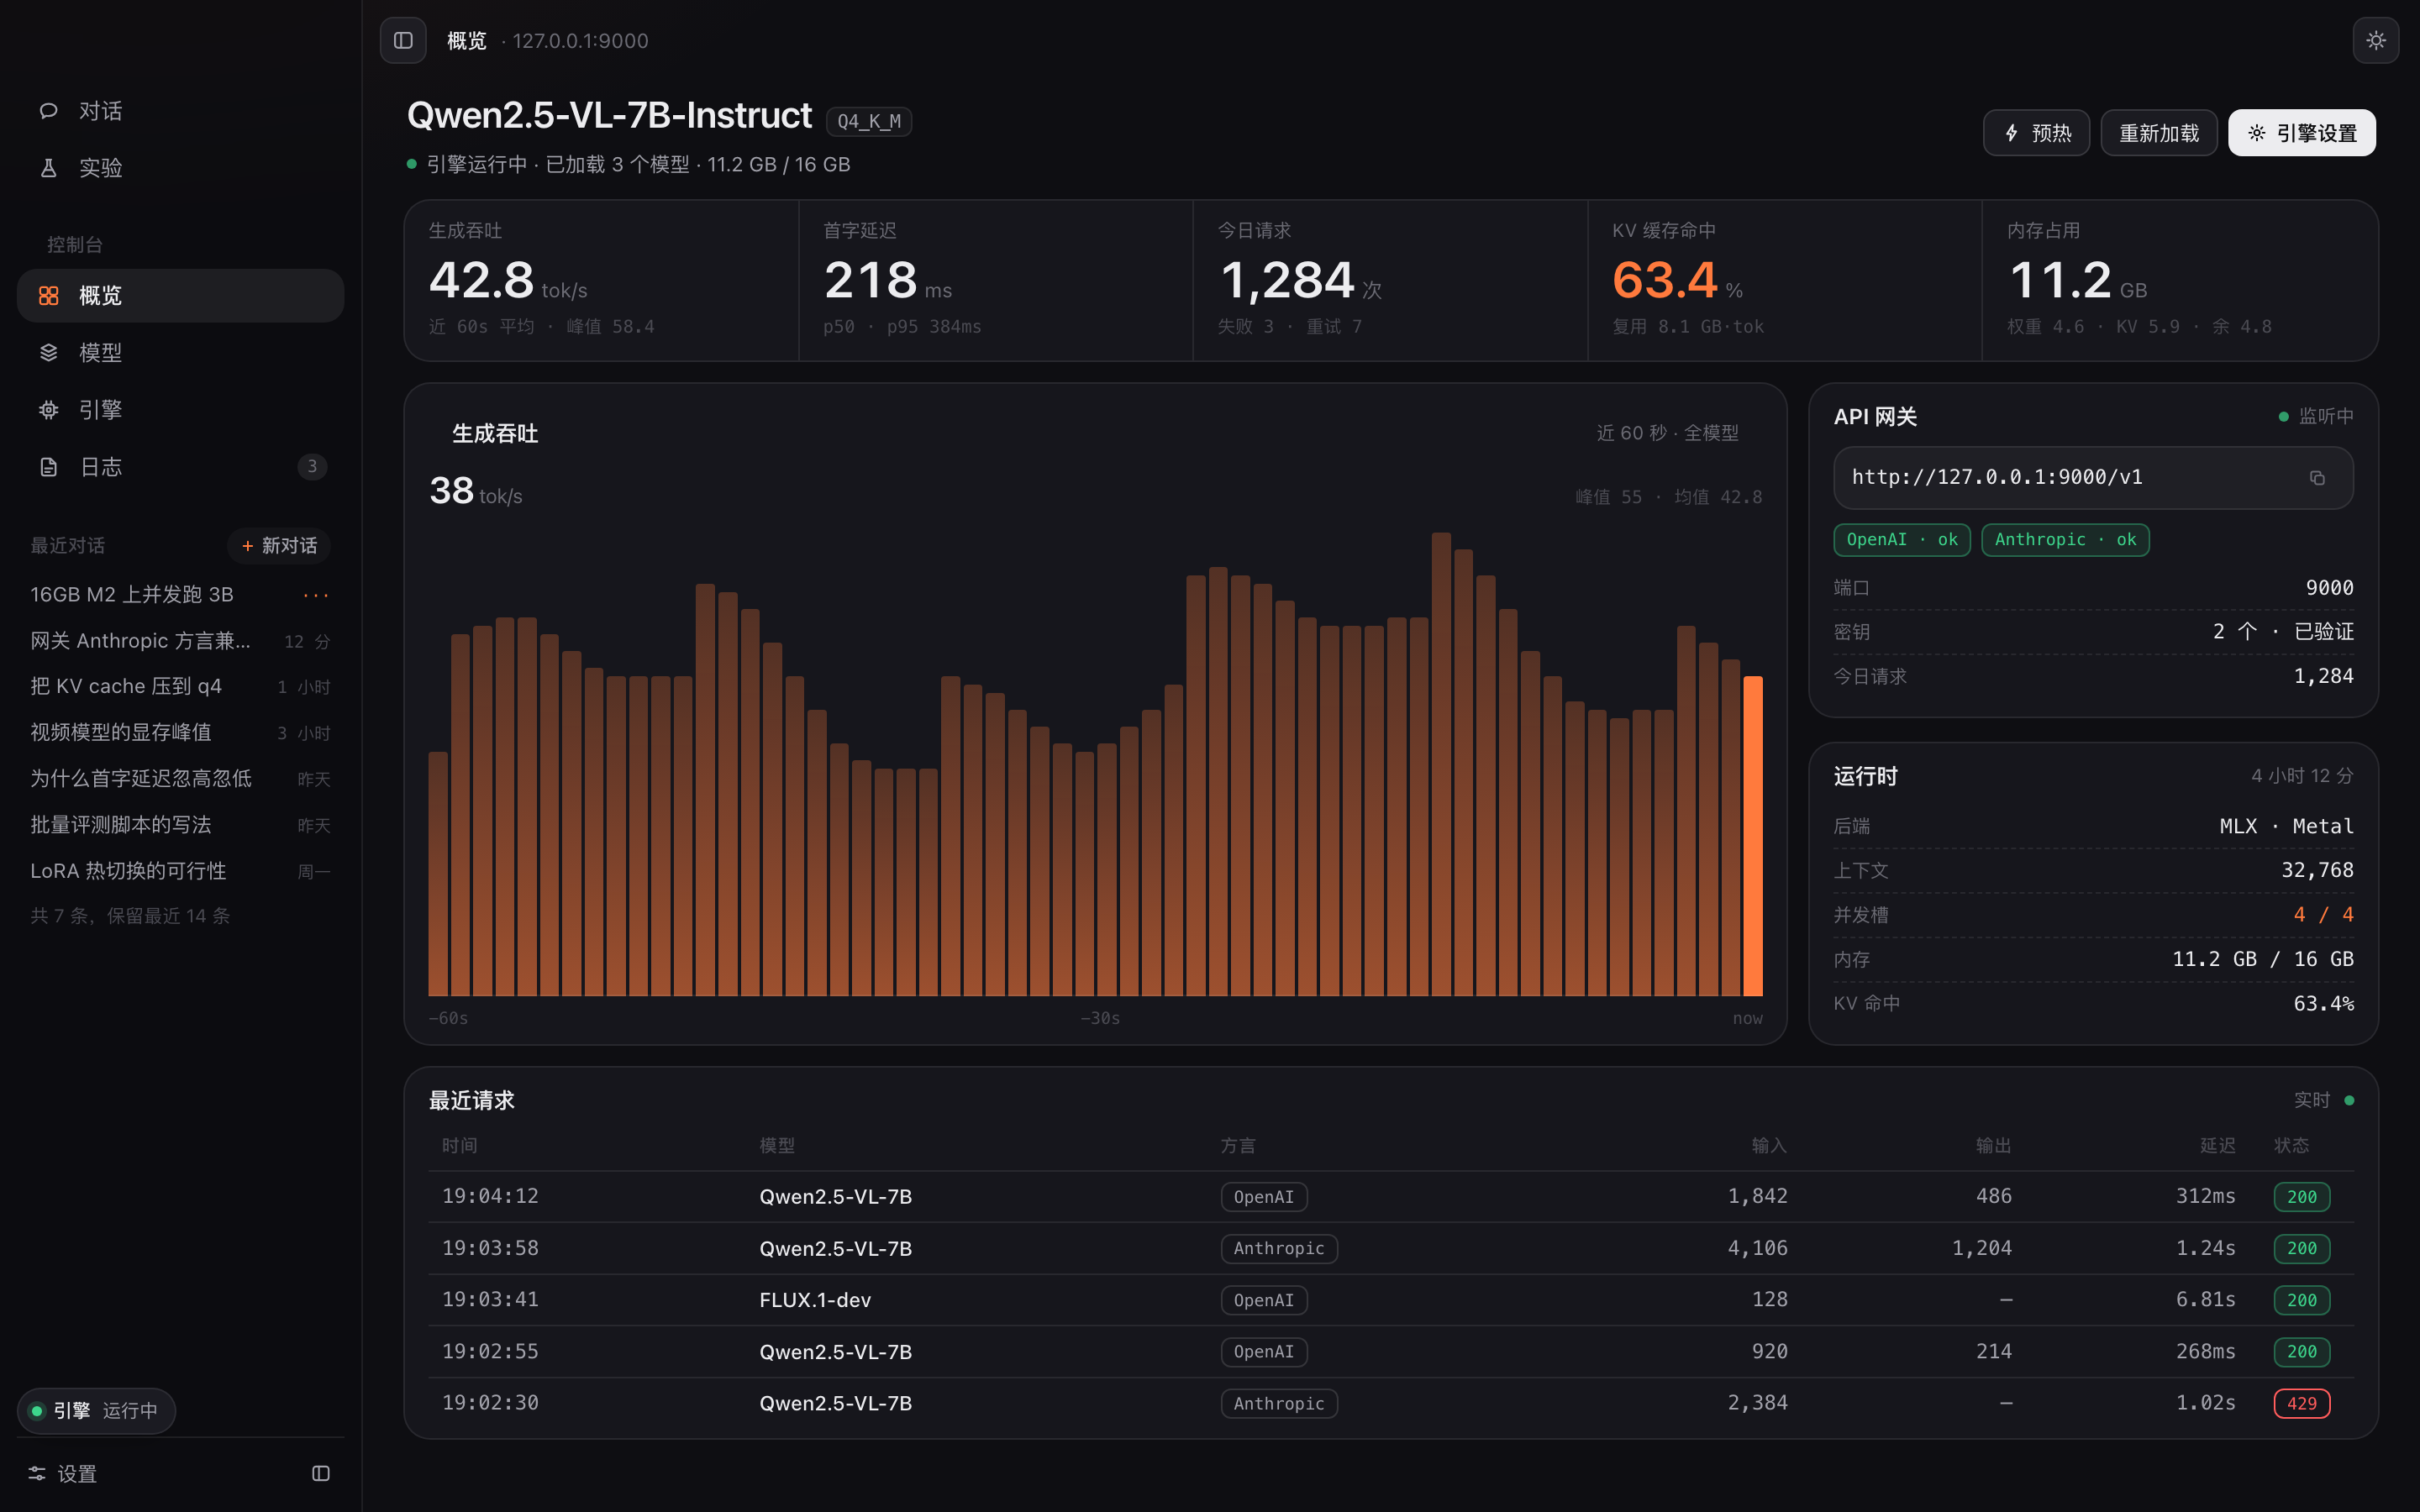 对话
实验
控制台
概览
模型
引擎
日志 3
最近对话 + 新对话
16GB M2 上并发跑 3B ···
网关 Anthropic 方言兼… 12 分
把 KV cache 压到 q4 1 小时
视频模型的显存峰值 3 小时
为什么首字延迟忽高忽低 昨天
批量评测脚本的写法 昨天
LoRA 热切换的可行性 周一
共 7 条，保留最近 14 条
引擎 运行中
设置
概览 · 127.0.0.1:9000
Qwen2.5-VL-7B-Instruct Q4_K_M
引擎运行中 · 已加载 3 个模型 · 11.2 GB / 16 GB
预热 重新加载 引擎设置
生成吞吐
42.8 tok/s
近 60s 平均 · 峰值 58.4
首字延迟
218 ms
p50 · p95 384ms
今日请求
1,284 次
失败 3 · 重试 7
KV 缓存命中
63.4 %
复用 8.1 GB·tok
内存占用
11.2 GB
权重 4.6 · KV 5.9 · 余 4.8
生成吞吐 近 60 秒 · 全模型
38 tok/s 峰值 55 · 均值 42.8
−60s −30s now
API 网关 监听中
http://127.0.0.1:9000/v1
OpenAI · ok Anthropic · ok
端口 9000
密钥 2 个 · 已验证
今日请求 1,284
运行时 4 小时 12 分
后端 MLX · Metal
上下文 32,768
并发槽 4 / 4
内存 11.2 GB / 16 GB
KV 命中 63.4%
最近请求 实时
时间 模型 方言 输入 输出 延迟 状态
19:04:12 Qwen2.5-VL-7B OpenAI 1,842 486 312ms 200
19:03:58 Qwen2.5-VL-7B Anthropic 4,106 1,204 1.24s 200
19:03:41 FLUX.1-dev OpenAI 128 — 6.81s 200
19:02:55 Qwen2.5-VL-7B OpenAI 920 214 268ms 200
19:02:30 Qwen2.5-VL-7B Anthropic 2,384 — 1.02s 429